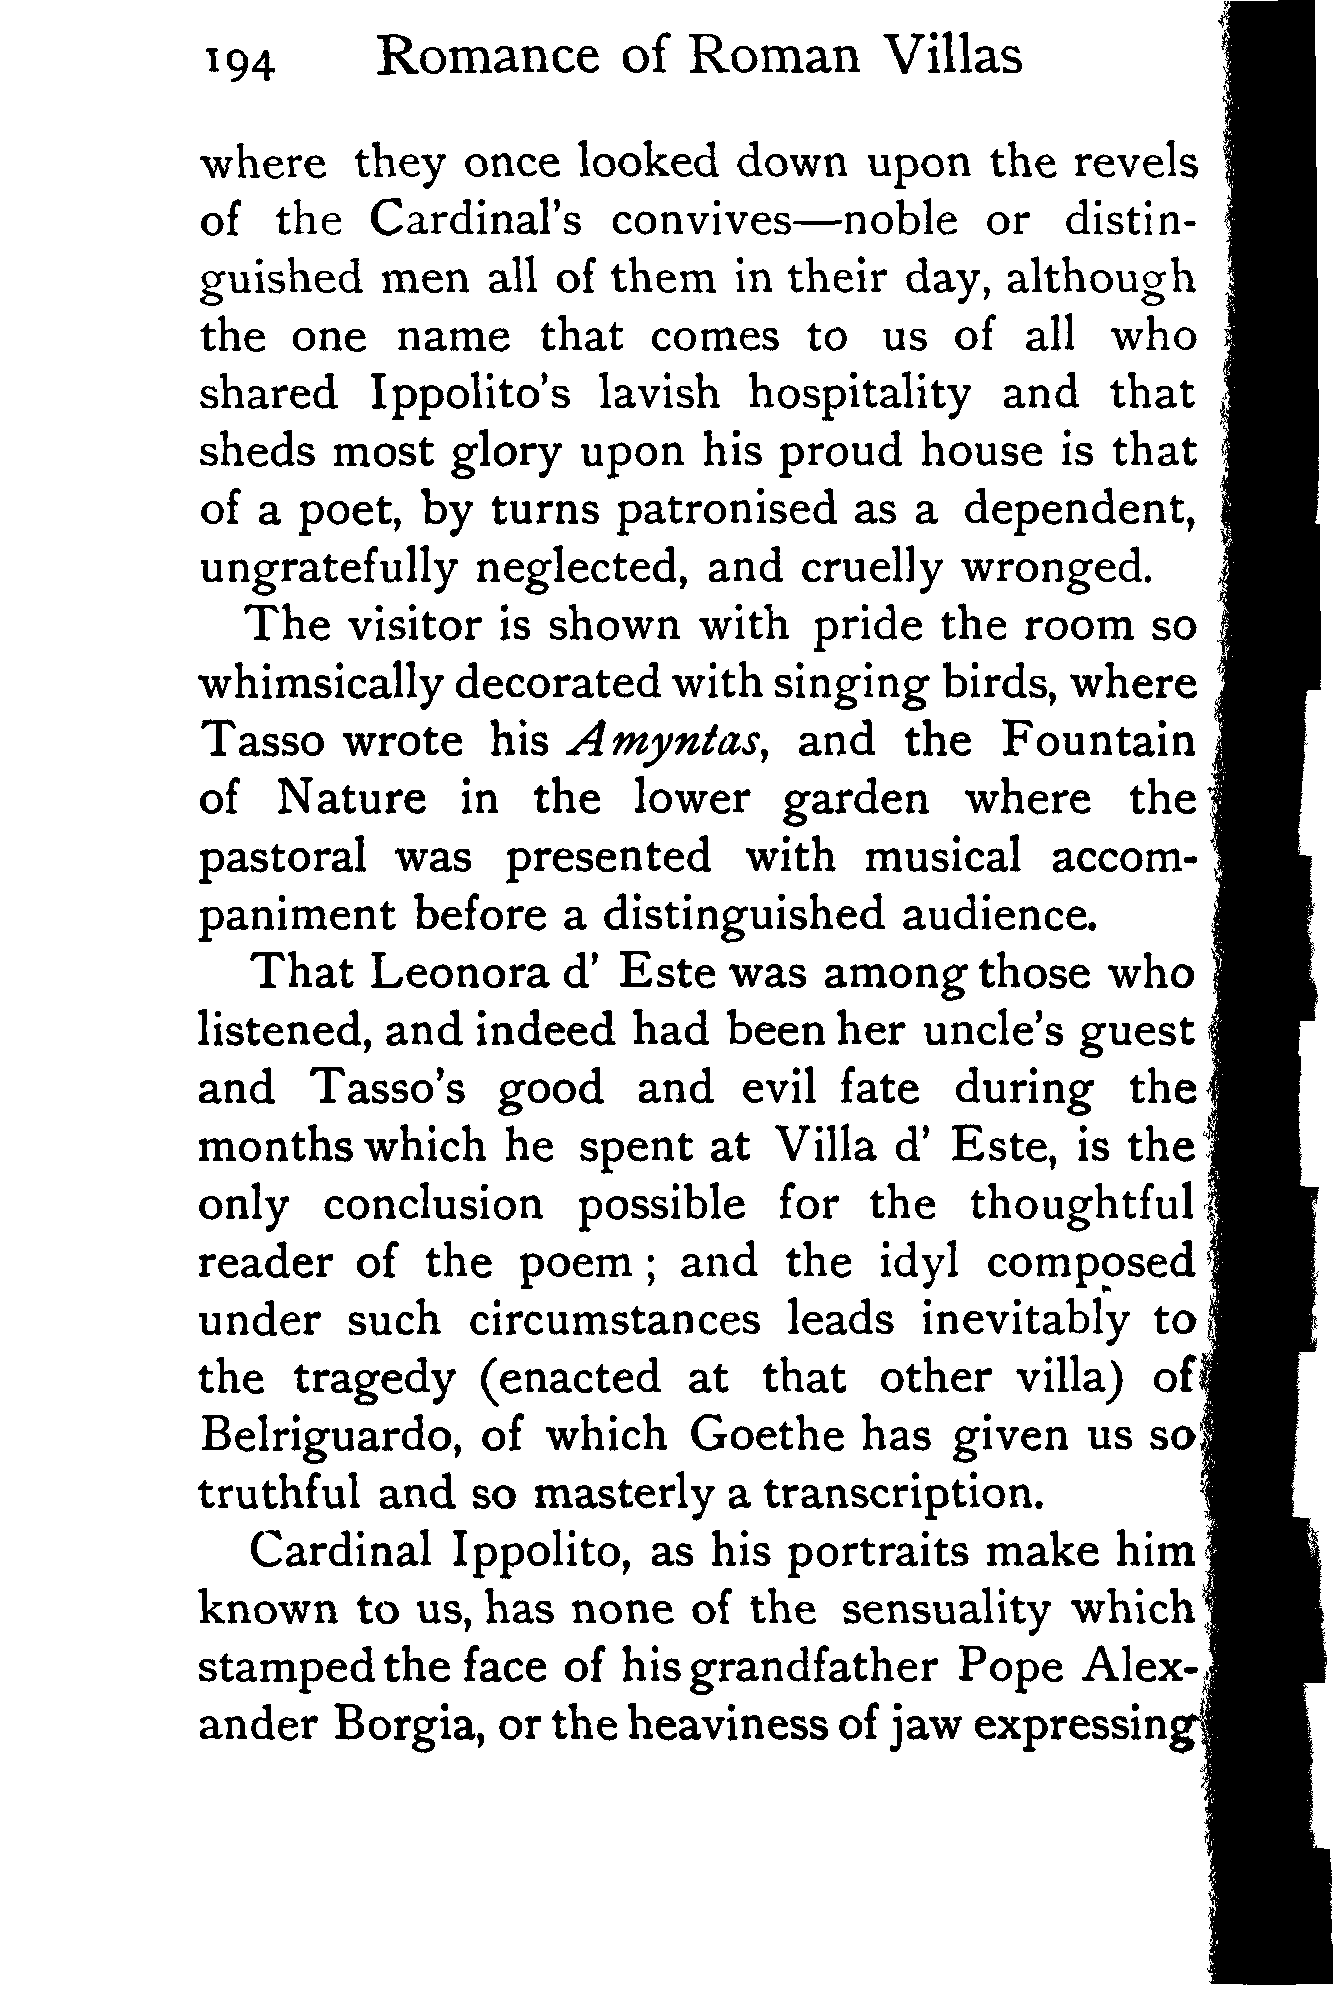 194 Romance of Roman Villas
where they once looked down upon the revels
of the Cardinal's convives—noble or distin-
guished men all of them in their day, although
the one name that comes to us of all who
shared Ippolito's lavish hospitality and that
sheds most glory upon his proud house is that
of a poet, by turns patronised as a dependent,
ungratefully neglected, and cruelly wronged.
The visitor is shown with pride the room so
whimsically decorated with singing birds, where
Tasso wrote his Amyntas, and the Fountain
of Nature in the lower garden where the
pastoral was presented with musical accom-
paniment before a distinguished audience.
That Leonora d' Este was among those who
listened, and indeed had been her uncle's guest
and Tasso's good and evil fate during the
months which he spent at Villa d' Este, is the
only conclusion possible for the thoughtful
reader of the poem ; and the idyl composed
under such circumstances leads inevitably to
the tragedy (enacted at that other villa) of
Belriguardo, of which Goethe has given us so
truthful and so masterly a transcription.
Cardinal Ippolito, as his portraits make him
known to us, has none of the sensuality which
stamped the face of his grandfather Pope Alex-
ander Borgia, or the heaviness of jaw expressing